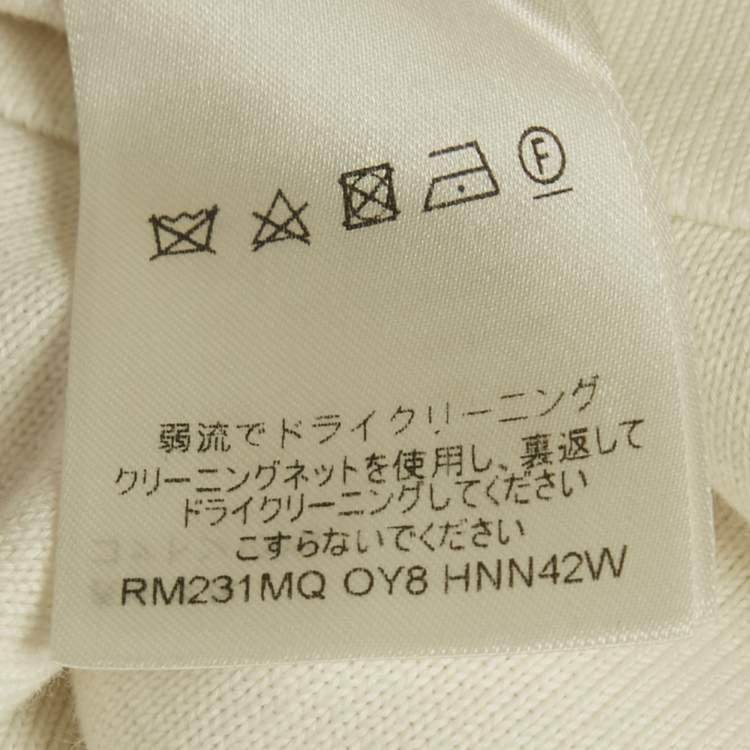 F
弱流でドライクリーニング
クリーニングネットを使用し、裏返して
ドライクリーニングしてください
こすらないでください
RM231MQ OY8 HNN42W